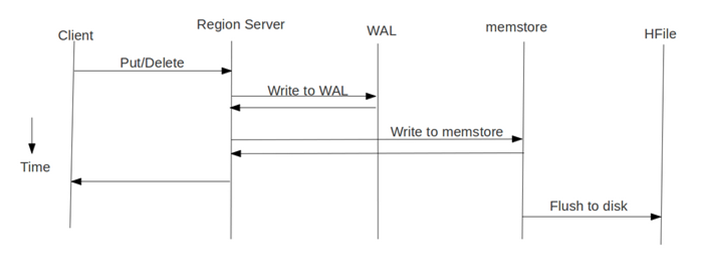 Client
Region Server
WAL
memstore
HFile
Put/Delete
Write to WAL
Write to memstore
Time
Flush to disk